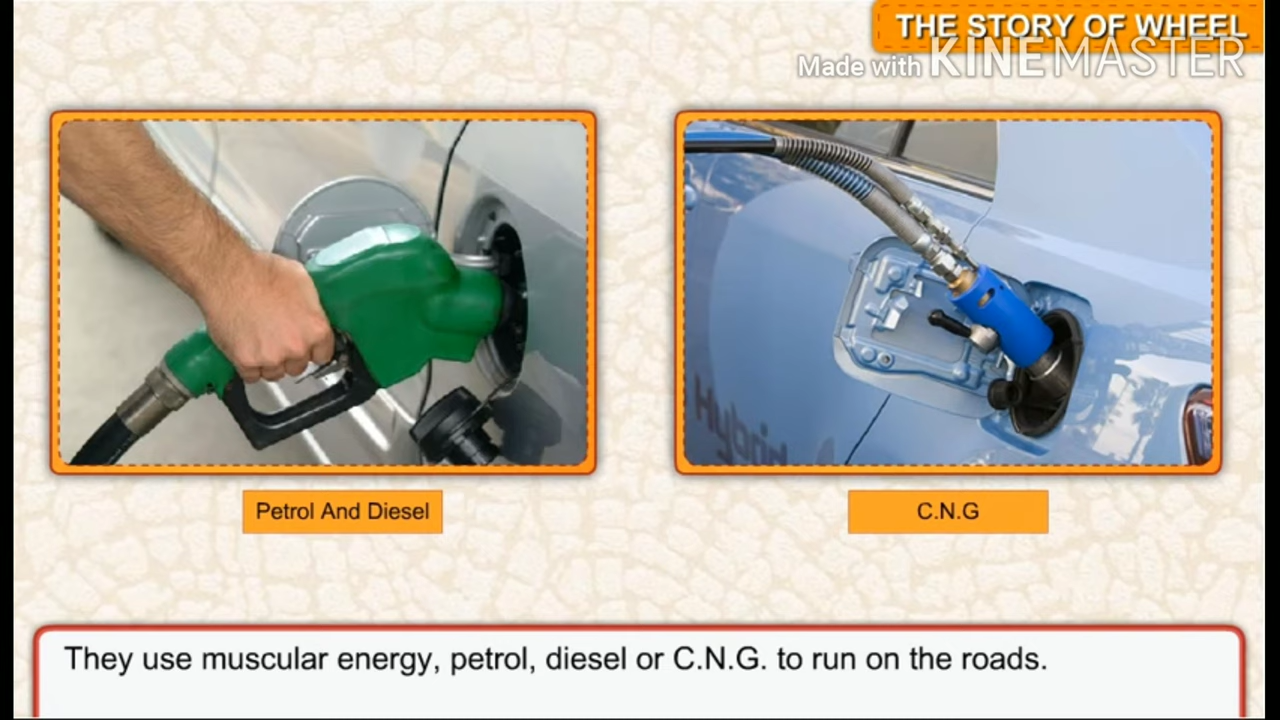 THE STORY OF WHEEL
Made with KINEMASTER
Hybrid
Petrol And Diesel
C.N.G
They use muscular energy, petrol, diesel or C.N.G. to run on the roads.